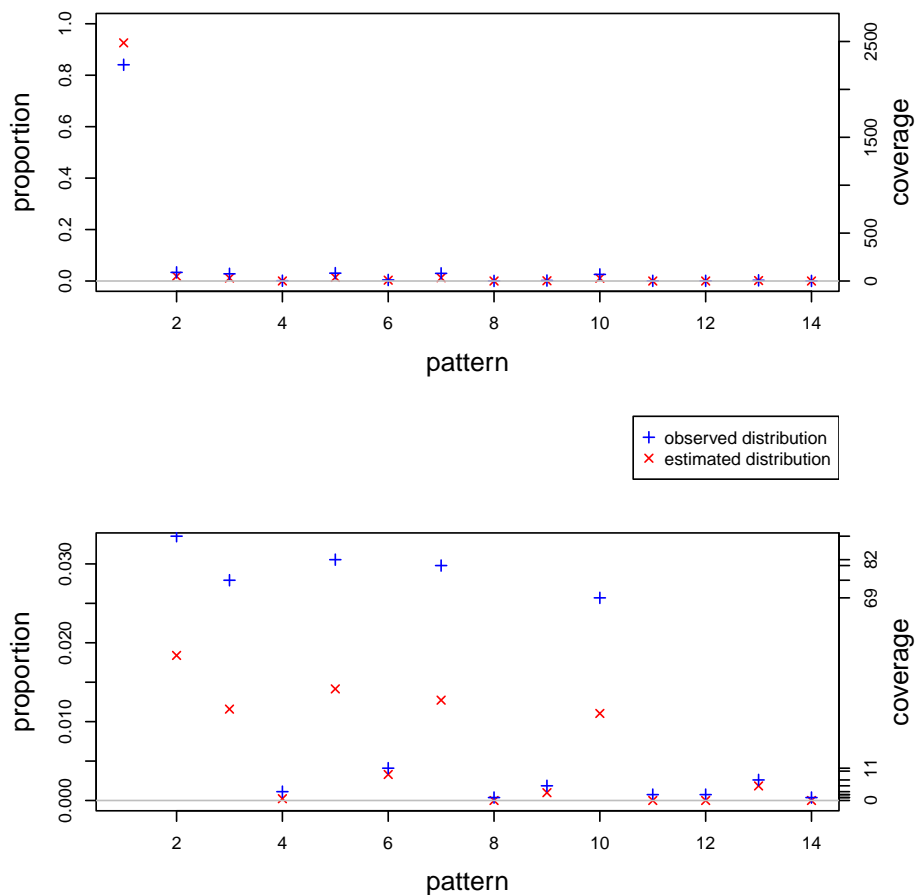 proportion
0.0 0.2 0.4 0.6 0.8 1.0
0 500 1500 2500
coverage
2 4 6 8 10 12 14
pattern
observed distribution
estimated distribution
proportion
0.000 0.010 0.020 0.030
0 11 69 82
coverage
2 4 6 8 10 12 14
pattern